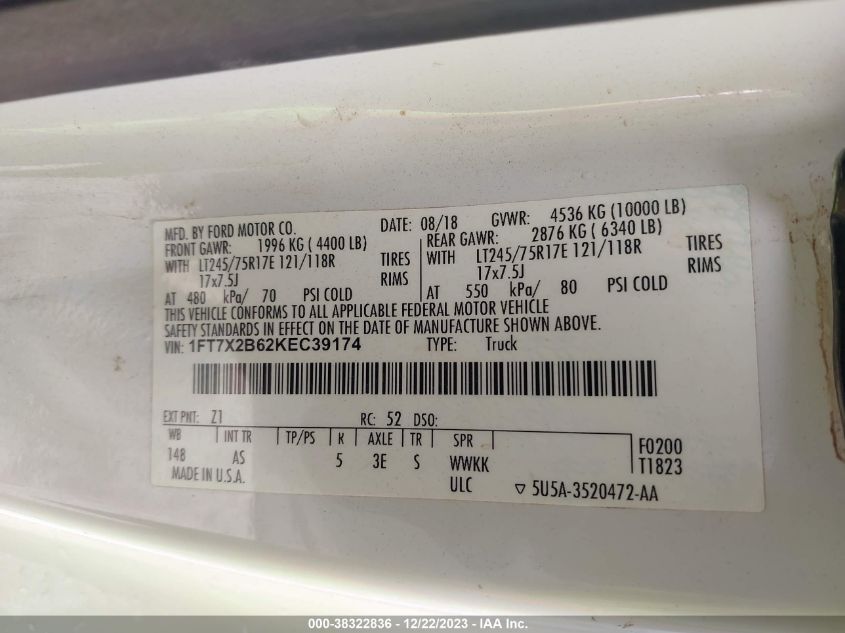 MFD. BY FORD MOTOR CO. DATE: 08/18 GVWR: 4536 KG (10000 LB)
FRONT GAWR: 1996 KG (4400 LB) REAR GAWR: 2876 KG (6340 LB)
WITH LT245/75R17E 121/118R TIRES WITH LT245/75R17E 121/118R TIRES
17x7.5J RIMS 17x7.5J RIMS
AT 480 kPa/ 70 PSI COLD AT 550 kPa/ 80 PSI COLD
THIS VEHICLE CONFORMS TO ALL APPLICABLE FEDERAL MOTOR VEHICLE
SAFETY STANDARDS IN EFFECT ON THE DATE OF MANUFACTURE SHOWN ABOVE.
VIN: 1FT7X2B62KEC39174 TYPE: Truck
EXT PNT: Z1 RC: 52 DSO:
WB INT TR TP/PS R AXLE TR SPR F0200
148 AS 5 3E S WWKK T1823
MADE IN U.S.A. ULC ▽ 5U5A-3520472-AA
000-38322836 - 12/22/2023 - IAA Inc.